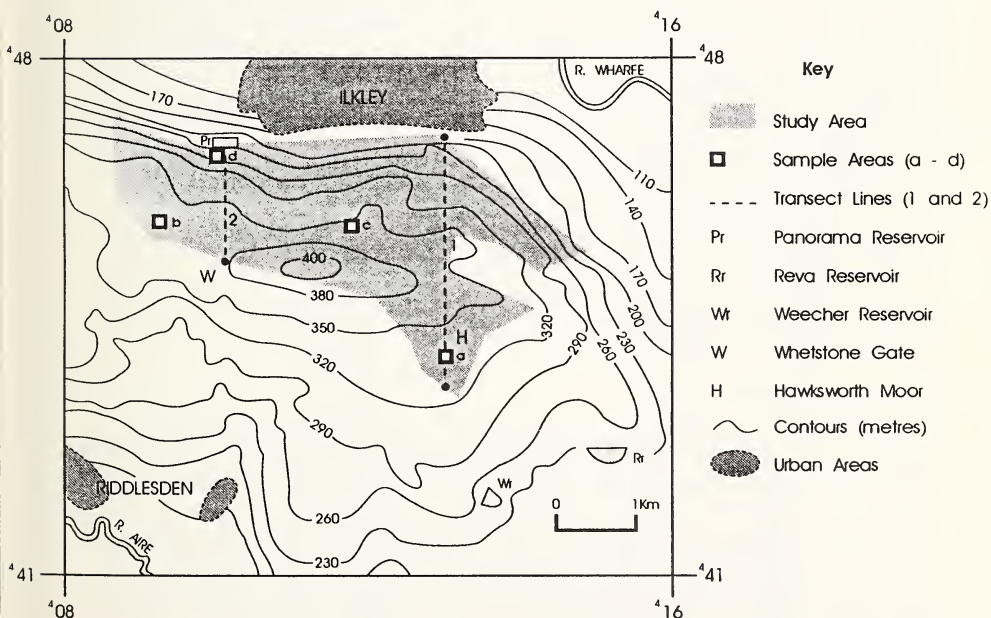 ⁴08
⁴16
⁴48
⁴48
R. WHARFE
ILKLEY
170
Pr
d
110
140
b
2
c
W
400
380
170
200
350
320
H
a
320
290
260
230
290
RIDDLESDEN
Rr
Wr
260
0 1Km
R. AIRE
230
⁴41
⁴41
⁴08
⁴16
Key
Study Area
Sample Areas (a - d)
Transect Lines (1 and 2)
Pr Panorama Reservoir
Rr Reva Reservoir
Wr Weecher Reservoir
W Whetstone Gate
H Hawksworth Moor
Contours (metres)
Urban Areas